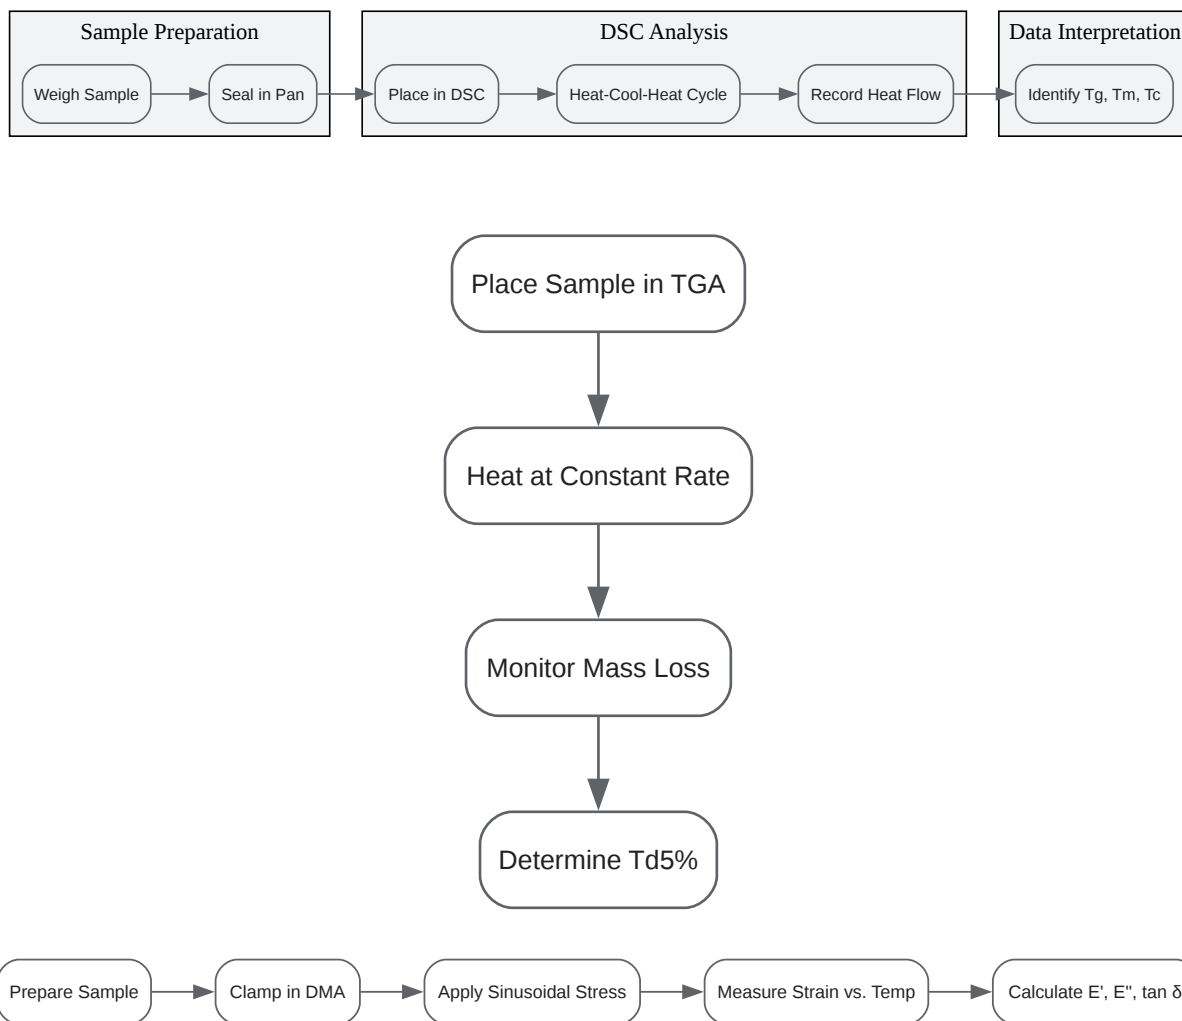 Sample Preparation
DSC Analysis
Data Interpretation
Weigh Sample
Seal in Pan
Place in DSC
Heat-Cool-Heat Cycle
Record Heat Flow
Identify Tg, Tm, Tc
Place Sample in TGA
Heat at Constant Rate
Monitor Mass Loss
Determine Td5%
Prepare Sample
Clamp in DMA
Apply Sinusoidal Stress
Measure Strain vs. Temp
Calculate E', E'', tan δ